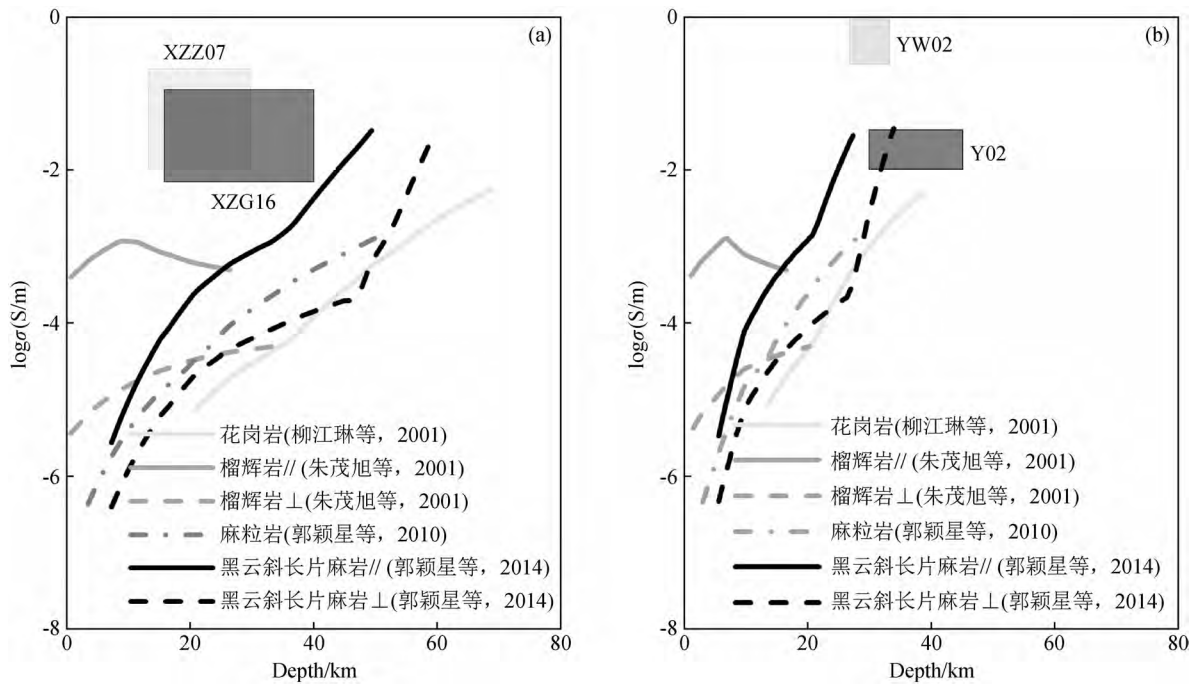 0
-2
-4
-6
-8
logσ(S/m)
(a)
XZZ07
XZG16
花岗岩(柳江琳等，2001)
榴辉岩// (朱茂旭等，2001)
榴辉岩⊥(朱茂旭等，2001)
麻粒岩(郭颖星等，2010)
黑云斜长片麻岩// (郭颖星等，2014)
黑云斜长片麻岩⊥(郭颖星等，2014)
0 20 40 60 80
Depth/km
0
-2
-4
-6
-8
logσ(S/m)
(b)
YW02
Y02
花岗岩(柳江琳等，2001)
榴辉岩// (朱茂旭等，2001)
榴辉岩⊥(朱茂旭等，2001)
麻粒岩(郭颖星等，2010)
黑云斜长片麻岩// (郭颖星等，2014)
黑云斜长片麻岩⊥(郭颖星等，2014)
0 20 40 60 80
Depth/km